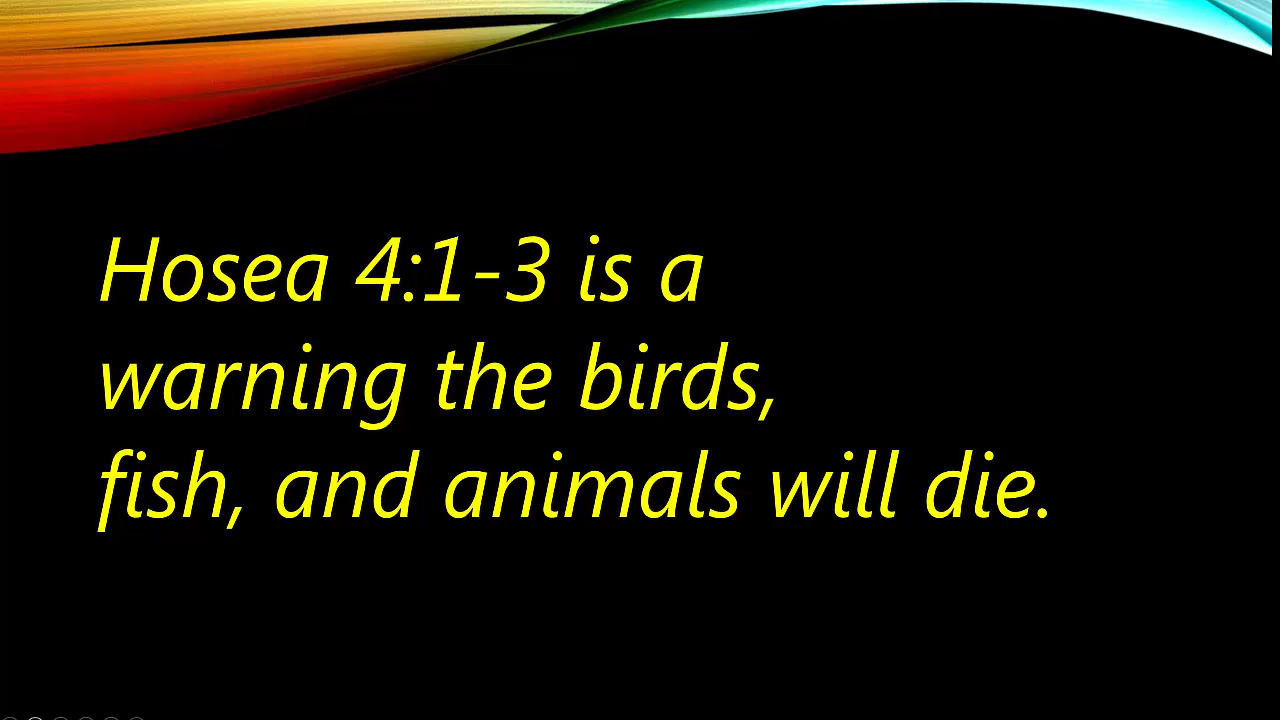 Hosea 4:1-3 is a
warning the birds,
fish, and animals will die.